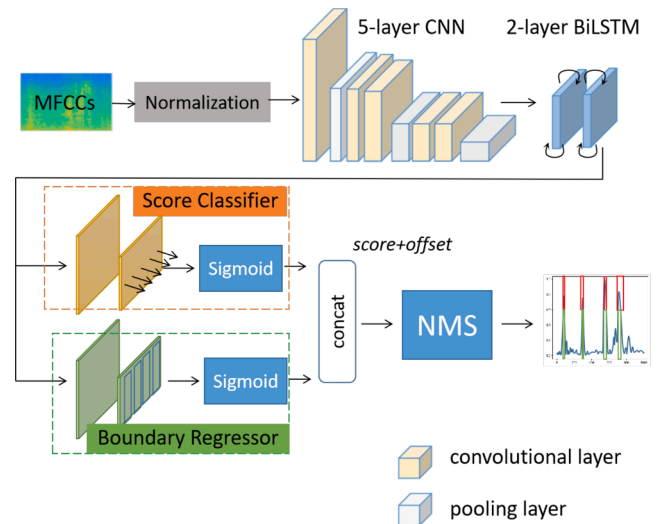 5-layer CNN
2-layer BiLSTM
MFCCs
Normalization
Score Classifier
Sigmoid
score+offset
concat
NMS
Sigmoid
Boundary Regressor
convolutional layer
pooling layer